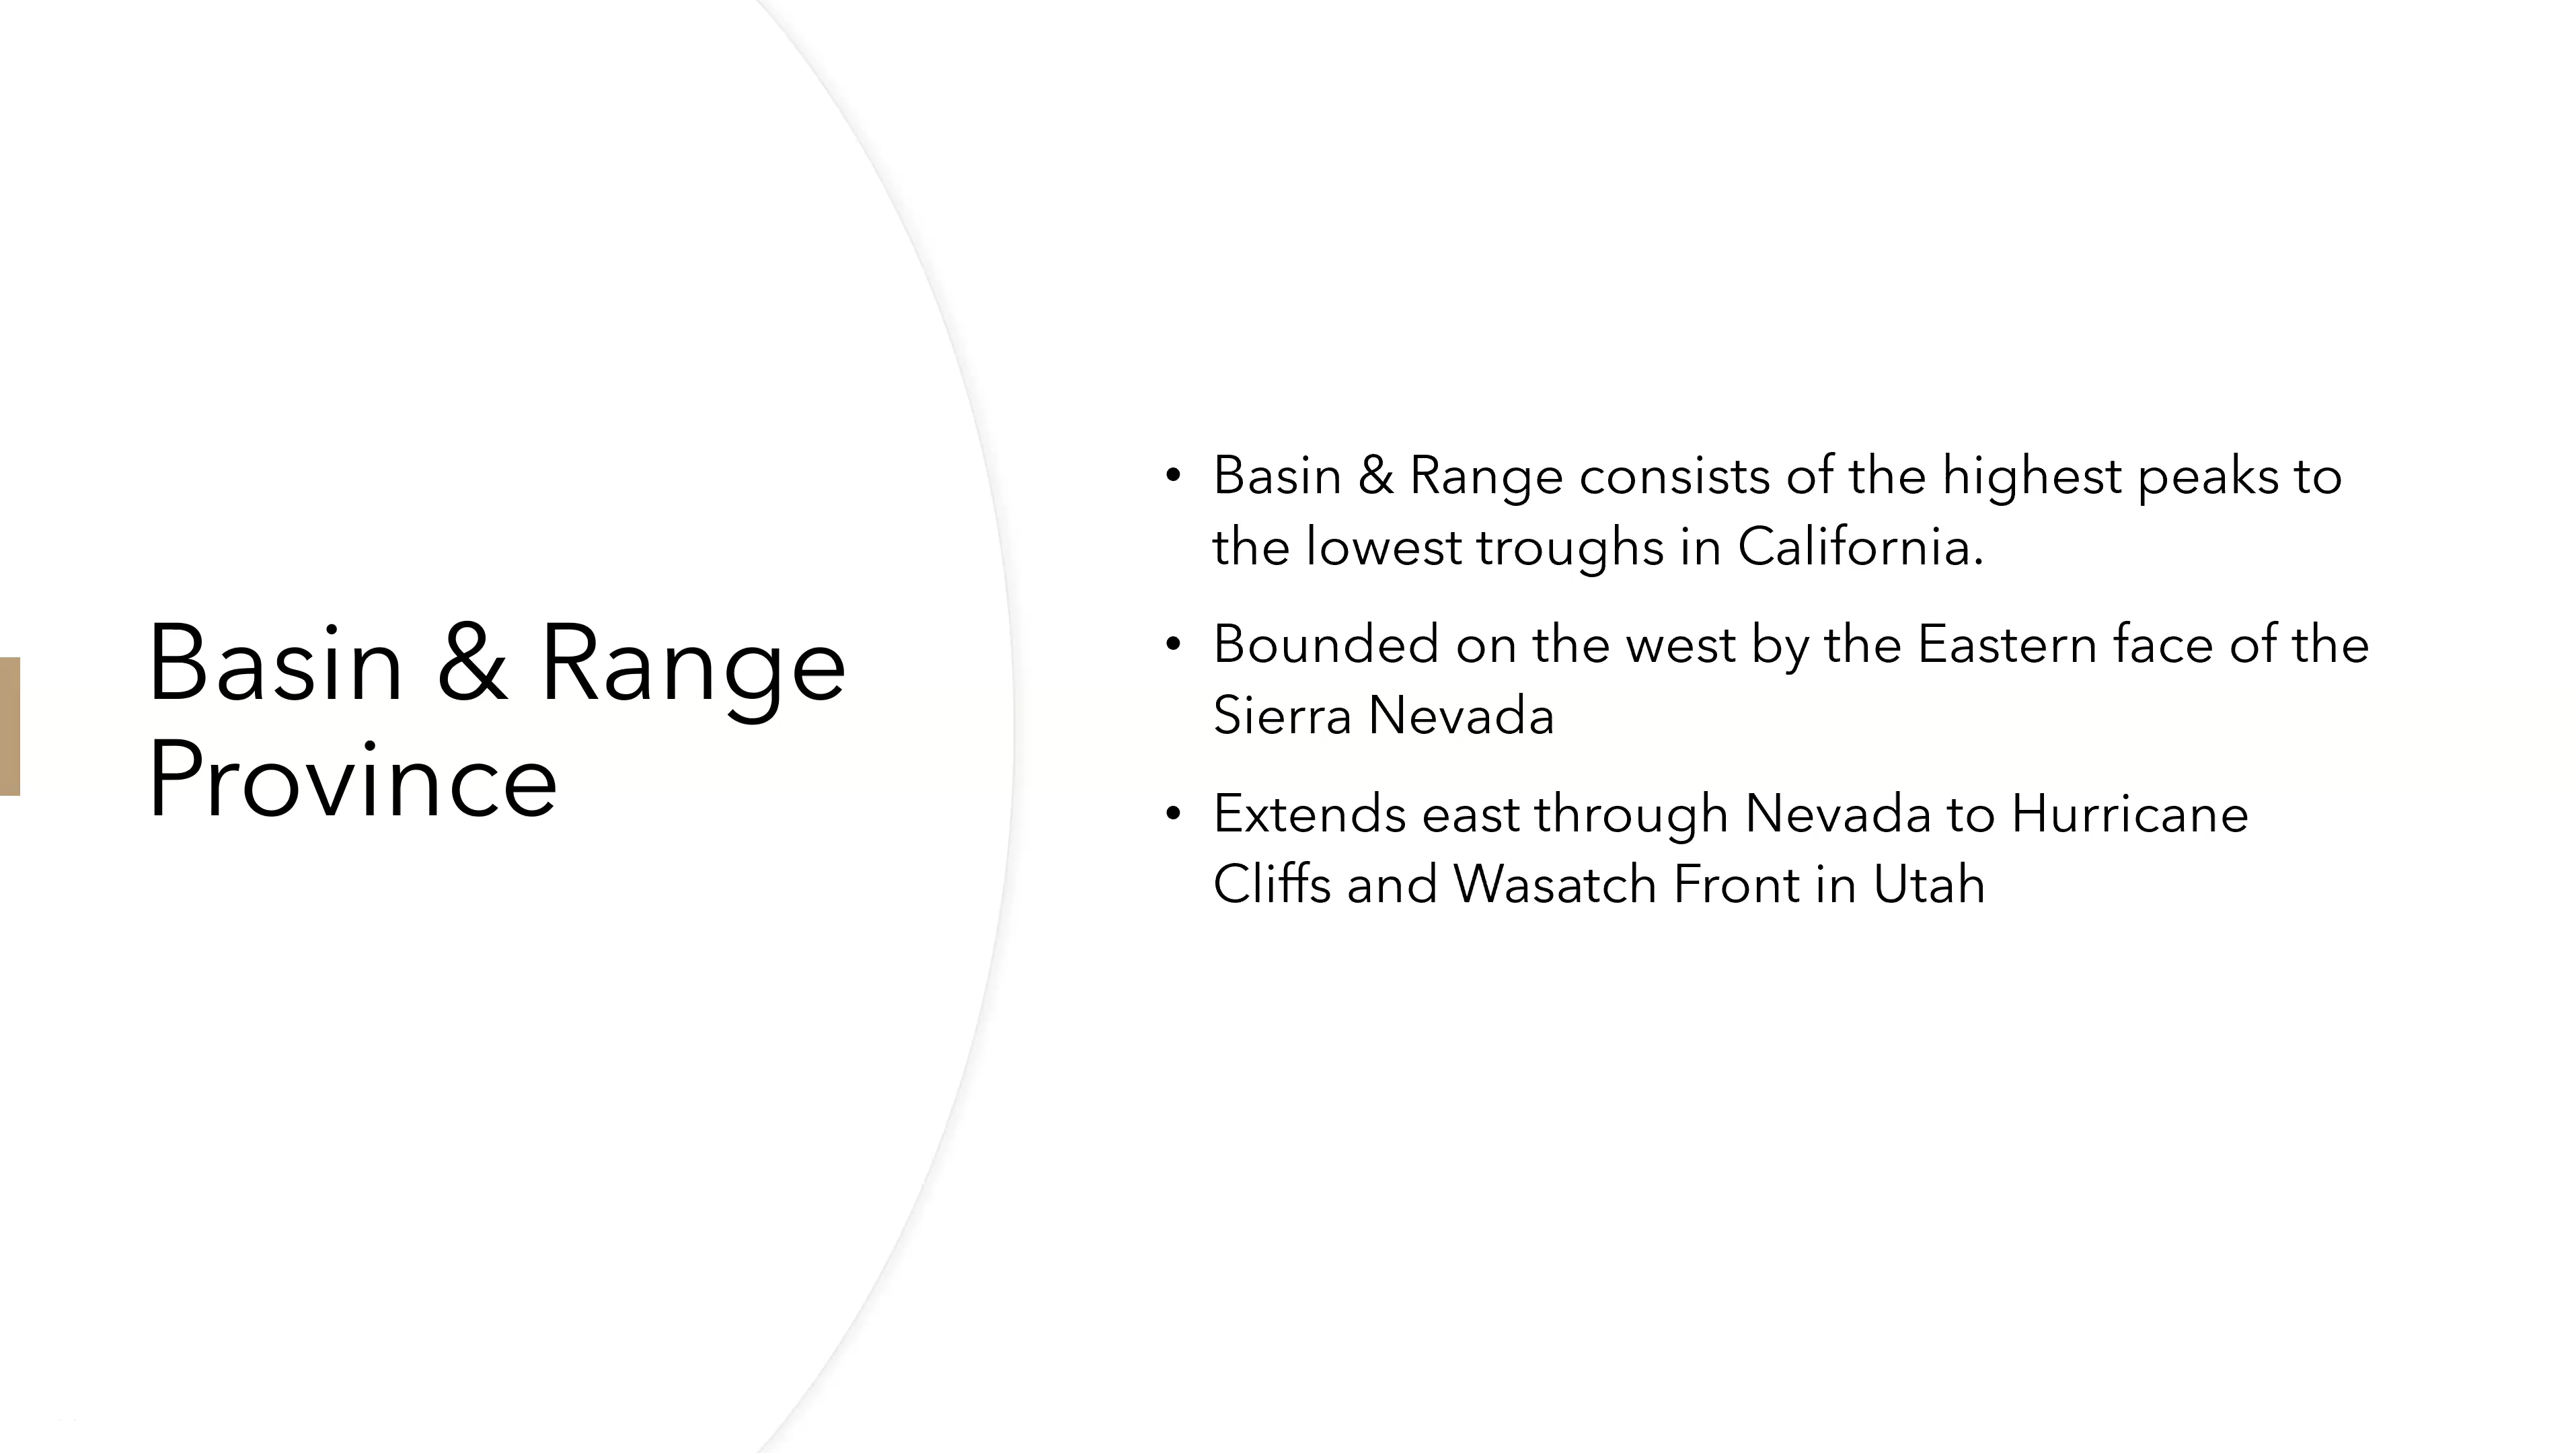 Basin & Range
Province
• Basin & Range consists of the highest peaks to
the lowest troughs in California.
• Bounded on the west by the Eastern face of the
Sierra Nevada
• Extends east through Nevada to Hurricane
Cliffs and Wasatch Front in Utah